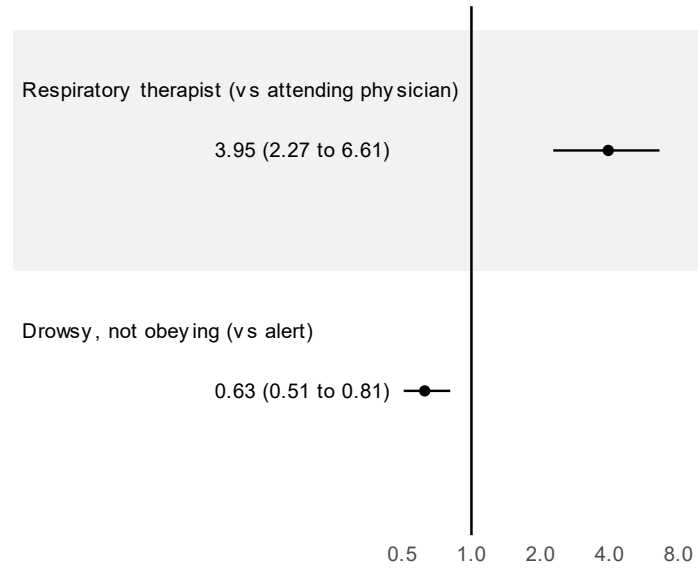 Respiratory therapist (vs attending physician)
3.95 (2.27 to 6.61)
Drowsy, not obeying (vs alert)
0.63 (0.51 to 0.81)
0.5 1.0 2.0 4.0 8.0